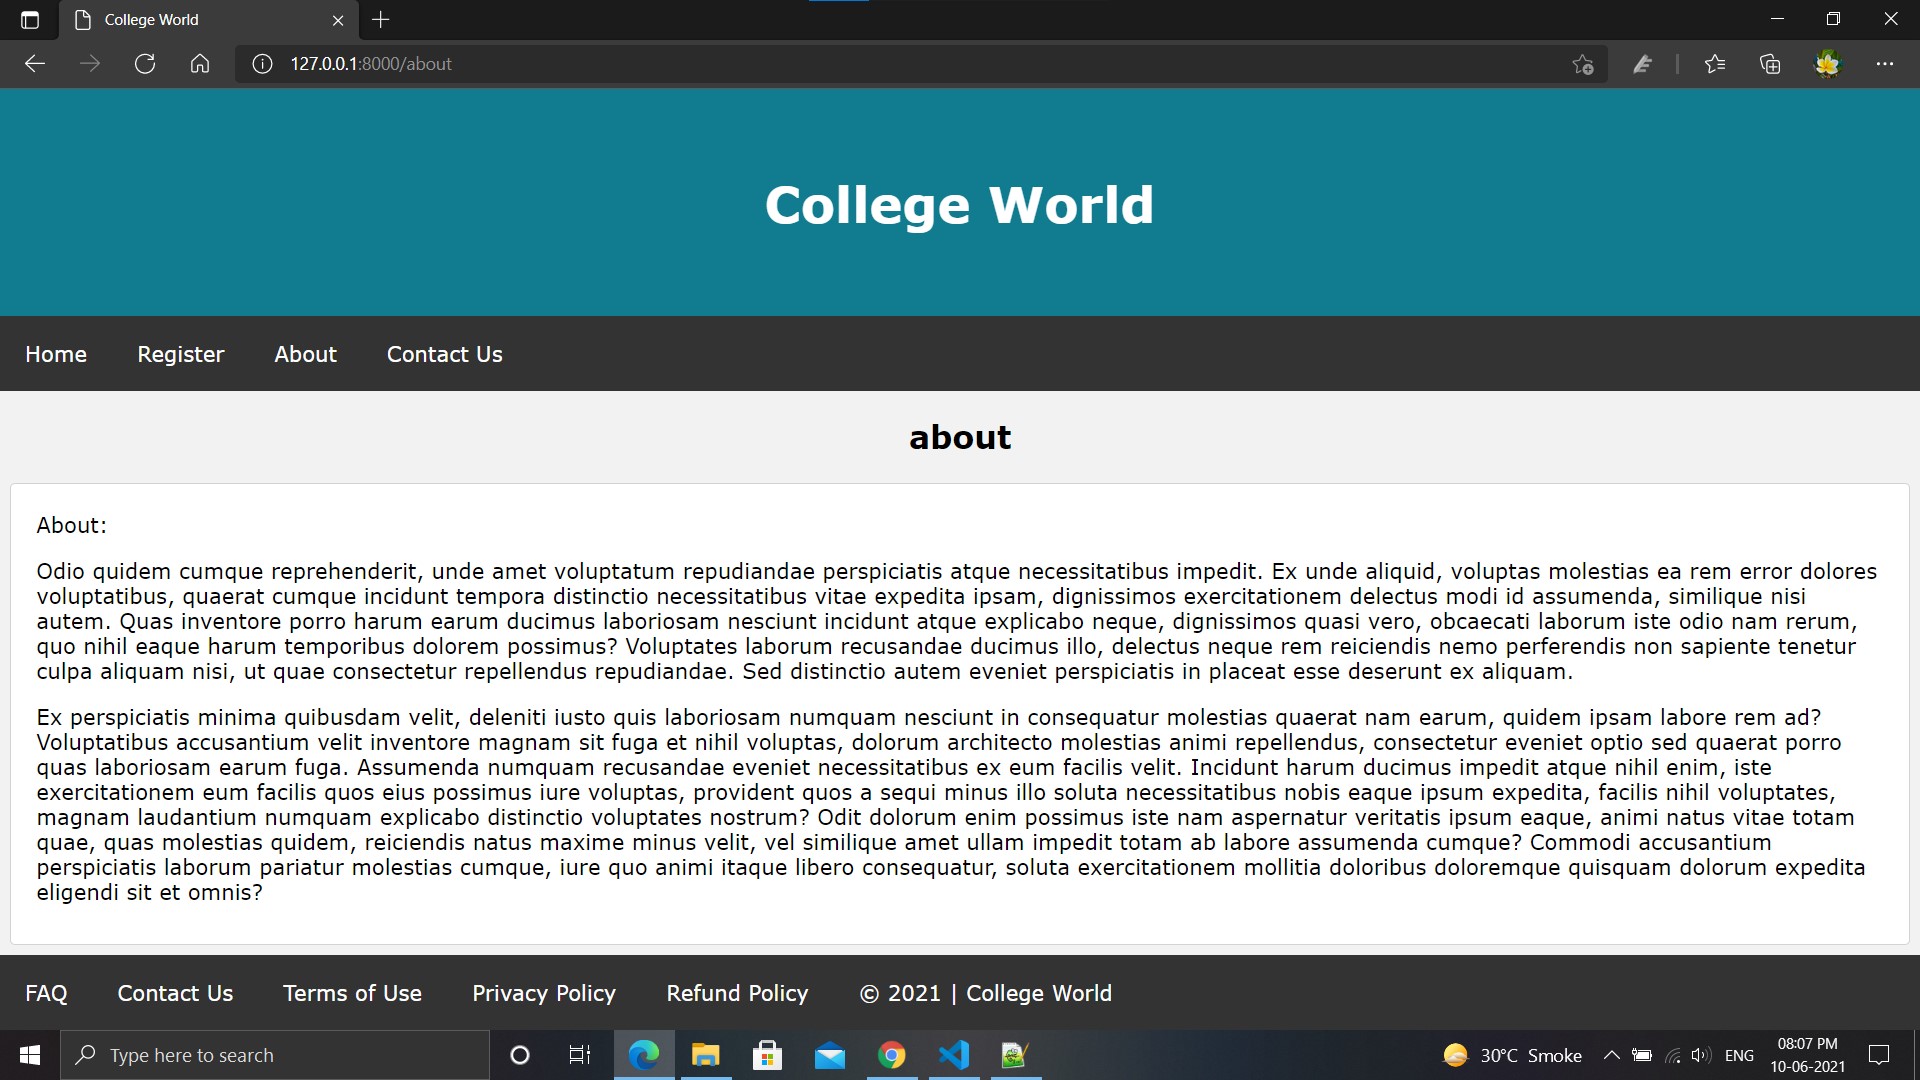 College World
127.0.0.1:8000/about
College World
Home Register About Contact Us
about
About:
Odio quidem cumque reprehenderit, unde amet voluptatum repudiandae perspiciatis atque necessitatibus impedit. Ex unde aliquid, voluptas molestias ea rem error dolores
voluptatibus, quaerat cumque incidunt tempora distinctio necessitatibus vitae expedita ipsam, dignissimos exercitationem delectus modi id assumenda, similique nisi
autem. Quas inventore porro harum earum ducimus laboriosam nesciunt incidunt atque explicabo neque, dignissimos quasi vero, obcaecati laborum iste odio nam rerum,
quo nihil eaque harum temporibus dolorem possimus? Voluptates laborum recusandae ducimus illo, delectus neque rem reiciendis nemo perferendis non sapiente tenetur
culpa aliquam nisi, ut quae consectetur repellendus repudiandae. Sed distinctio autem eveniet perspiciatis in placeat esse deserunt ex aliquam.
Ex perspiciatis minima quibusdam velit, deleniti iusto quis laboriosam numquam nesciunt in consequatur molestias quaerat nam earum, quidem ipsam labore rem ad?
Voluptatibus accusantium velit inventore magnam sit fuga et nihil voluptas, dolorum architecto molestias animi repellendus, consectetur eveniet optio sed quaerat porro
quas laboriosam earum fuga. Assumenda numquam recusandae eveniet necessitatibus ex eum facilis velit. Incidunt harum ducimus impedit atque nihil enim, iste
exercitationem eum facilis quos eius possimus iure voluptas, provident quos a sequi minus illo soluta necessitatibus nobis eaque ipsum expedita, facilis nihil voluptates,
magnam laudantium numquam explicabo distinctio voluptates nostrum? Odit dolorum enim possimus iste nam aspernatur veritatis ipsum eaque, animi natus vitae totam
quae, quas molestias quidem, reiciendis natus maxime minus velit, vel similique amet ullam impedit totam ab labore assumenda cumque? Commodi accusantium
perspiciatis laborum pariatur molestias cumque, iure quo animi itaque libero consequatur, soluta exercitationem mollitia doloribus doloremque quisquam dolorum expedita
eligendi sit et omnis?
FAQ Contact Us Terms of Use Privacy Policy Refund Policy © 2021 | College World
Type here to search
30°C Smoke
ENG
08:07 PM
10-06-2021